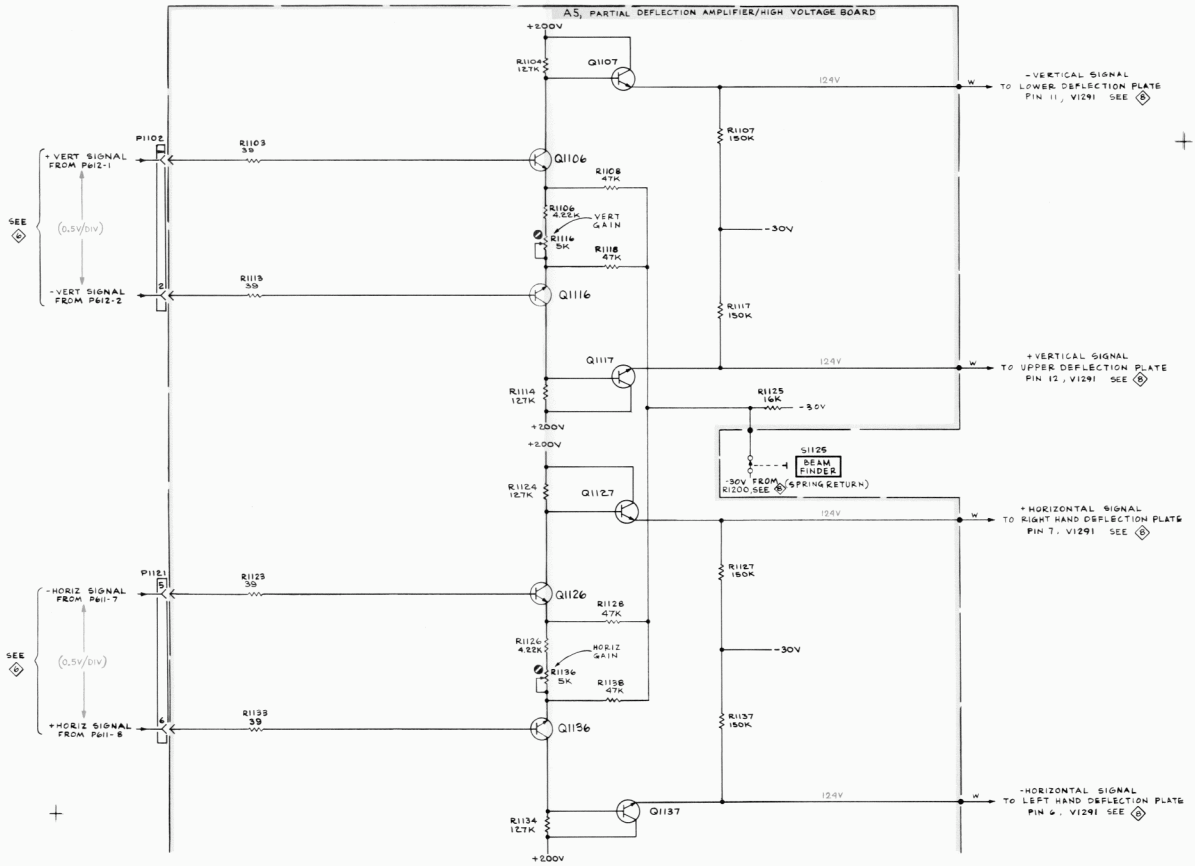 A5, PARTIAL DEFLECTION AMPLIFIER/HIGH VOLTAGE BOARD
+200V
R1104
127K
Q1107
124V
W
-VERTICAL SIGNAL
TO LOWER DEFLECTION PLATE
PIN 11, V1291 SEE 8
R1107
150K
P1102
+ VERT SIGNAL
FROM P612-1
R1103
39
Q1106
R1108
47K
SEE
6
(0.5V/DIV)
R1106
4.22K
VERT
GAIN
R1116
5K
R1118
47K
-30V
-VERT SIGNAL
FROM P612-2
2
R1113
39
Q1116
R1117
150K
Q1117
124V
W
+VERTICAL SIGNAL
TO UPPER DEFLECTION PLATE
PIN 12, V1291 SEE 8
R1114
127K
R1125
16K
-30V
+200V
+200V
S1125
BEAM
FINDER
-30V FROM (SPRING RETURN)
R1200, SEE 8
R1124
127K
Q1127
124V
W
+HORIZONTAL SIGNAL
TO RIGHT HAND DEFLECTION PLATE
PIN 7, V1291 SEE 8
R1127
150K
P1121
-HORIZ SIGNAL
FROM P611-7
5
R1123
39
Q1126
R1128
47K
SEE
6
(0.5V/DIV)
R1126
4.22K
HORIZ
GAIN
R1136
5K
R1138
47K
-30V
+HORIZ SIGNAL
FROM P611-8
6
R1133
39
Q1136
R1137
150K
124V
W
-HORIZONTAL SIGNAL
TO LEFT HAND DEFLECTION PLATE
PIN 6, V1291 SEE 8
Q1137
R1134
127K
+200V